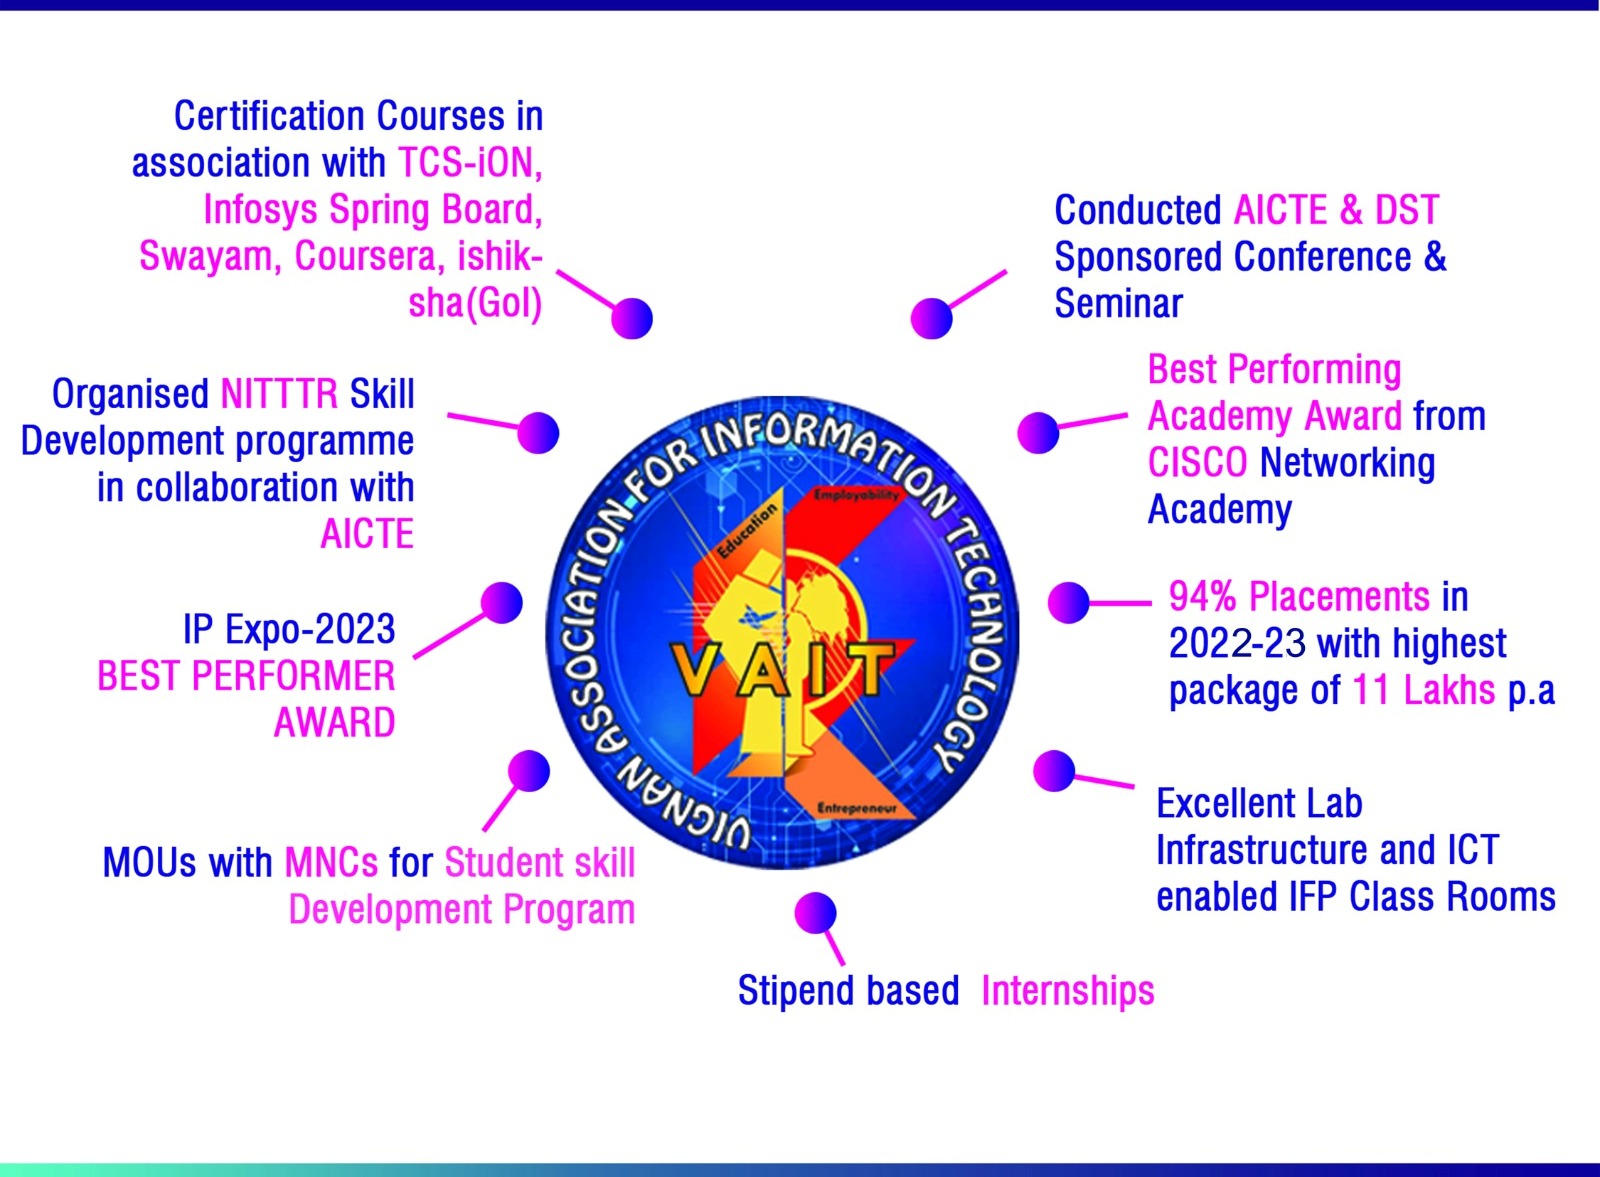 Certification Courses in
association with TCS-iON,
Infosys Spring Board,
Swayam, Coursera, ishik-
sha(GoI)
Conducted AICTE & DST
Sponsored Conference &
Seminar
Organised NITTTR Skill
Development programme
in collaboration with
AICTE
Best Performing
Academy Award from
CISCO Networking
Academy
IP Expo-2023
BEST PERFORMER
AWARD
94% Placements in
2022-23 with highest
package of 11 Lakhs p.a
MOUs with MNCs for Student skill
Development Program
Excellent Lab
Infrastructure and ICT
enabled IFP Class Rooms
Stipend based Internships
VIGNAN ASSOCIATION FOR INFORMATION TECHNOLOGY
Education
Employability
VAIT
Entrepreneur